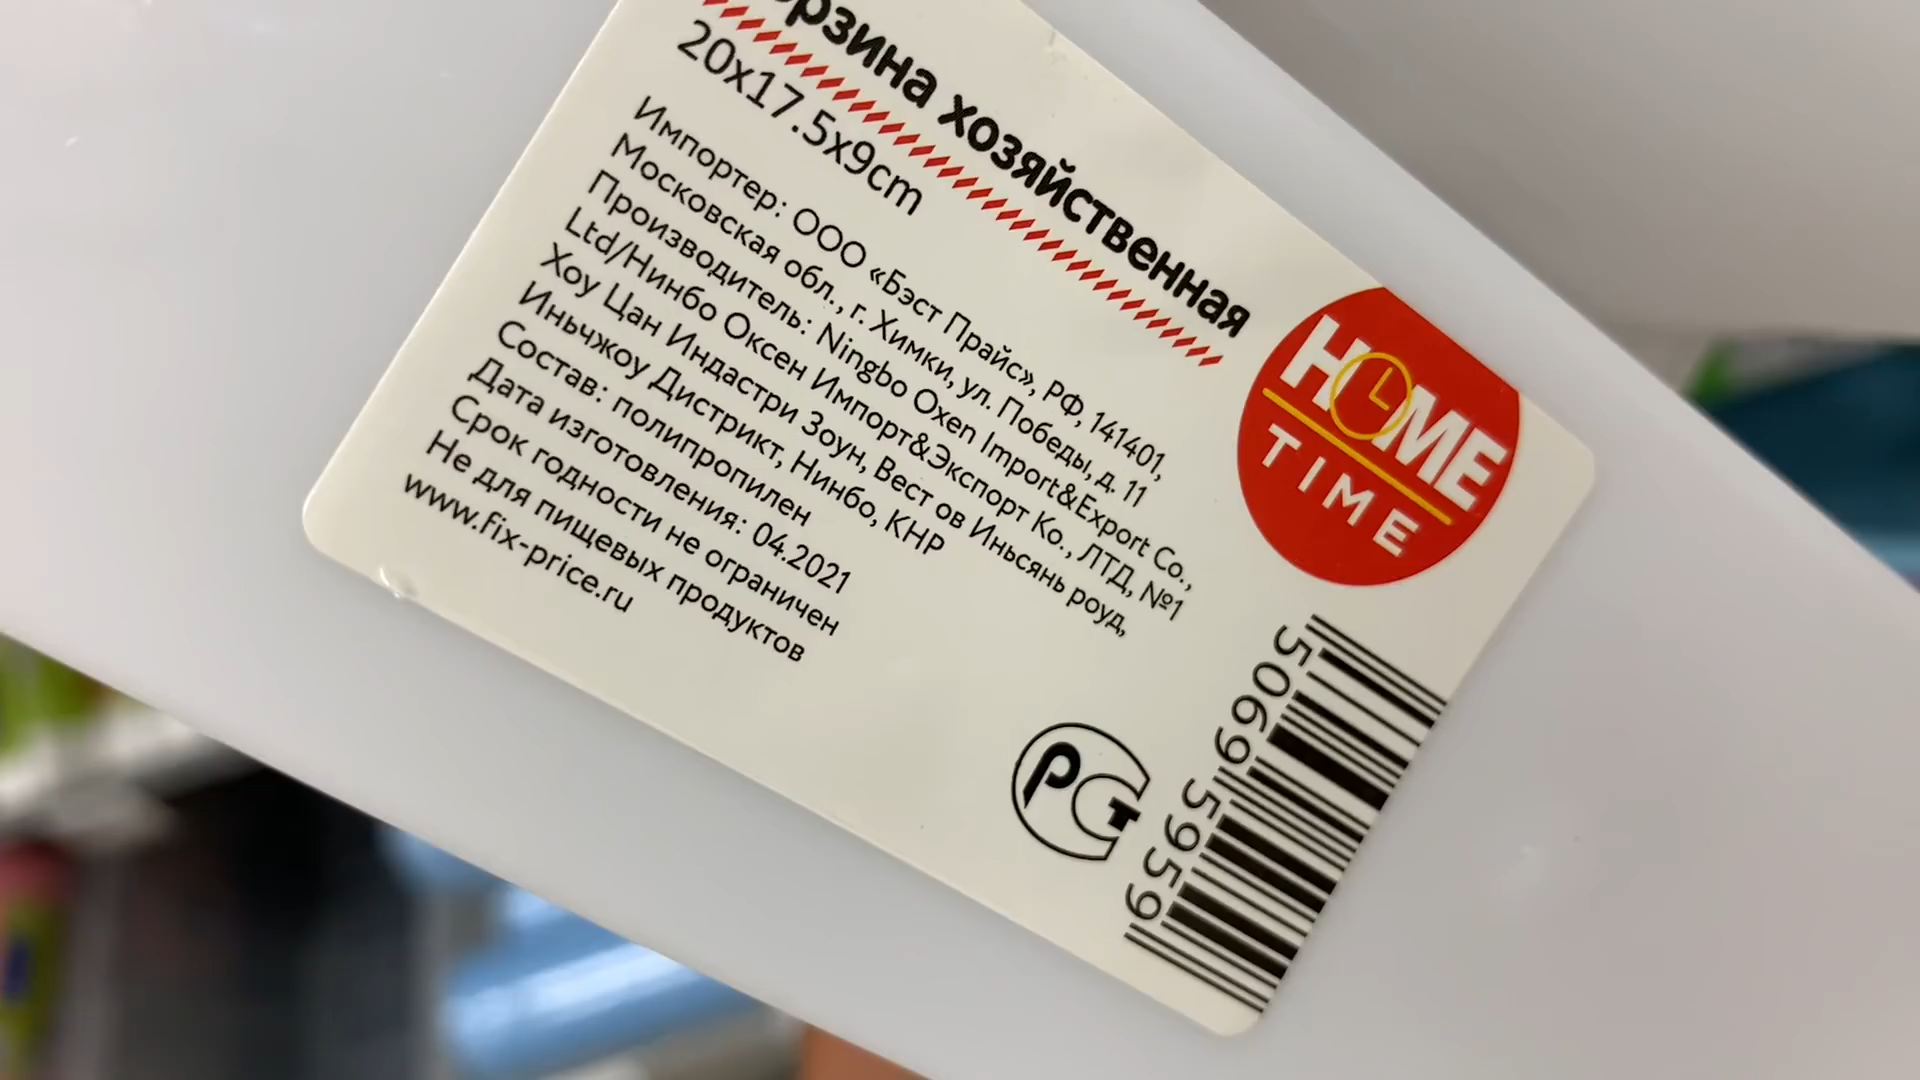 орзина хозяйственная
20x17.5x9cm
Импортер: ООО «Бэст Прайс», РФ, 141401,
Московская обл., г. Химки, ул. Победы, д. 11
Производитель: Ningbo Oxen Import&Export Co.,
Ltd/Нинбо Оксен Импорт&Экспорт Ко., ЛТД, №1
Хоу Цан Индастри Зоун, Вест ов Иньсянь роуд,
Иньчжоу Дистрикт, Нинбо, КНР
Состав: полипропилен
Дата изготовления: 04.2021
Срок годности не ограничен
Не для пищевых продуктов
www.fix-price.ru
HOME
TIME
РСТ
5069 5959